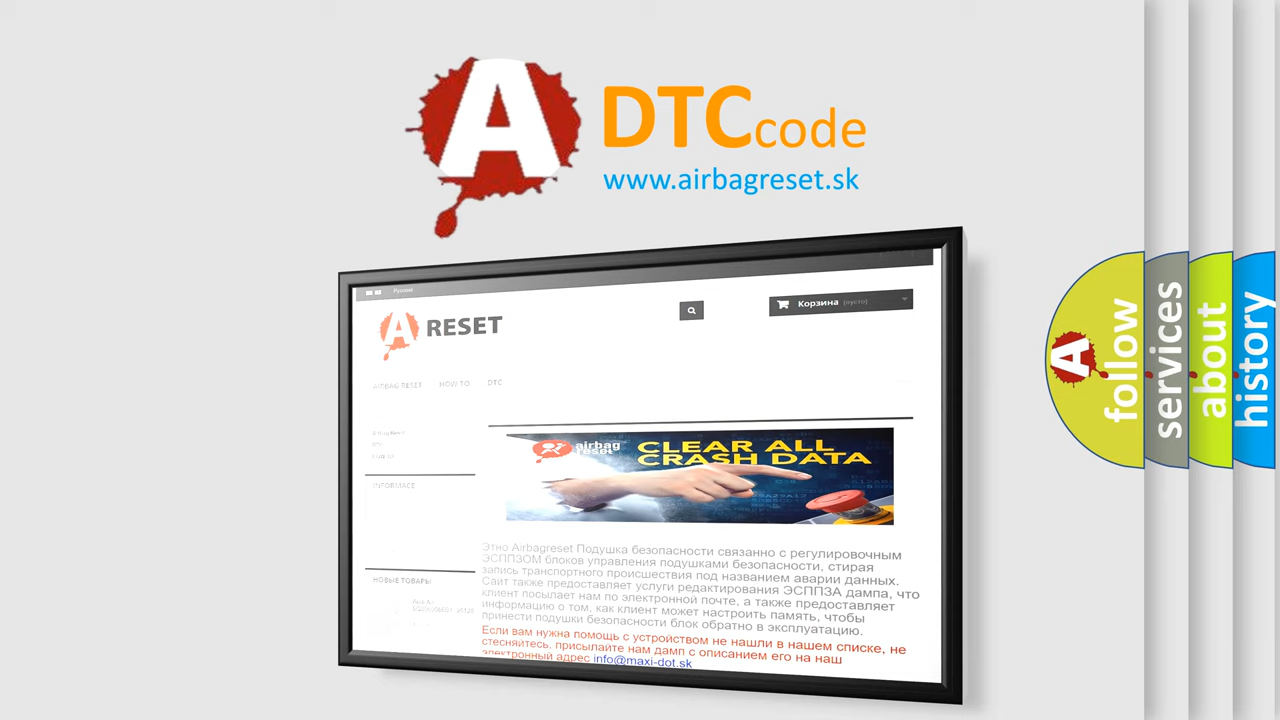 A
DTCcode
www.airbagreset.sk
Русский
Корзина (пусто)
A RESET
AIRBAG RESET HOW TO DTC
Airbag Reset
DTC
INFORMACE
airbag
reset
CLEAR ALL
CRASH DATA
Этно Airbagreset Подушка безопасности связанно с регулировочным
ЭСППЗОМ блоков управления подушками безопасности, стирая
запись транспортного происшествия под названием аварии данных.
Сайт также предоставляет услуги редактирования ЭСППЗА дампа, что
клиент посылает нам по электронной почте, а также предоставляет
информацию о том, как клиент может настроить память, чтобы
принести подушки безопасности блок обратно в эксплуатацию.
Если вам нужна помощь с устройством не нашли в нашем списке, не
стесняйтесь, присылайте нам дамп с описанием его на наш
электронный адрес info@maxi-dot.sk
НОВЫЕ ТОВАРЫ
A
follow
services
about
history